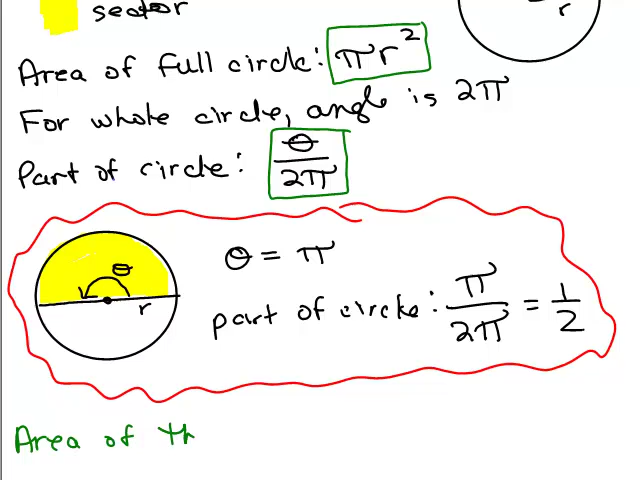 sector
r
Area of full circle: πr²
For whole circle, angle is 2π
Part of circle: θ/2π
θ
r
θ = π
part of circle: π/2π = 1/2
Area of th